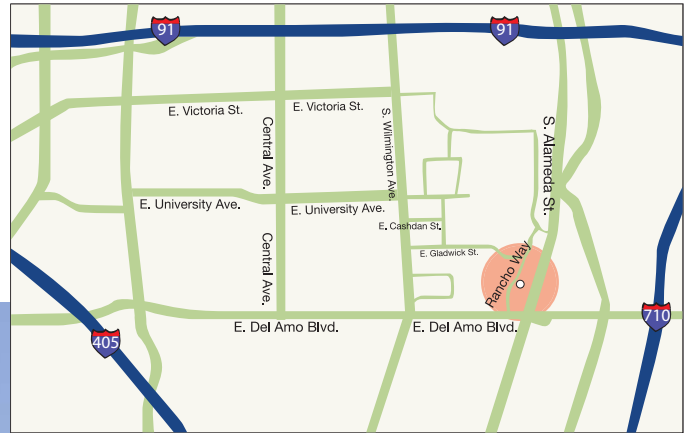 91
91
E. Victoria St.
E. Victoria St.
Central Ave.
S. Wilmington Ave.
S. Alameda St.
E. University Ave.
E. University Ave.
E. Cashdan St.
E. Gladwick St.
Central Ave.
Rancho Way
E. Del Amo Blvd.
E. Del Amo Blvd.
710
405